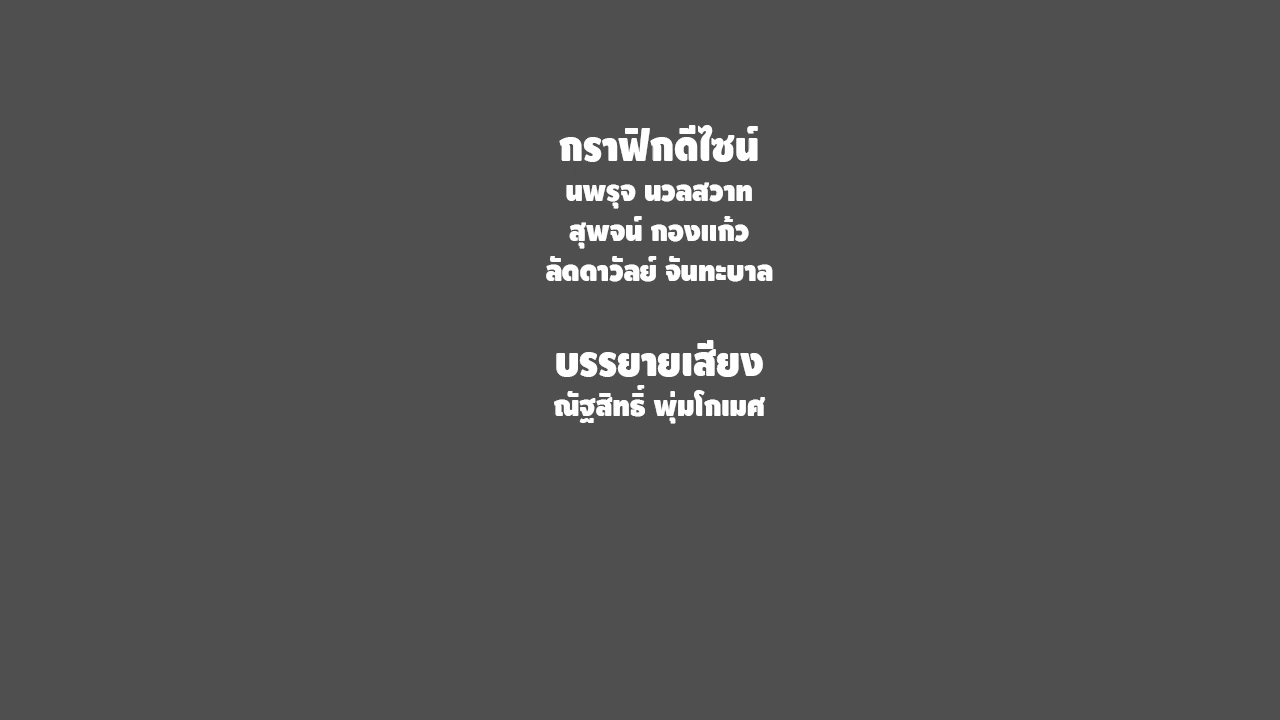 กราฟิกดีไซน์
นพรุจ นวลสวาท
สุพจน์ กองแก้ว
ลัดดาวัลย์ จันทะบาล
บรรยายเสียง
ณัฐสิทธิ์ พุ่มโกเมศ